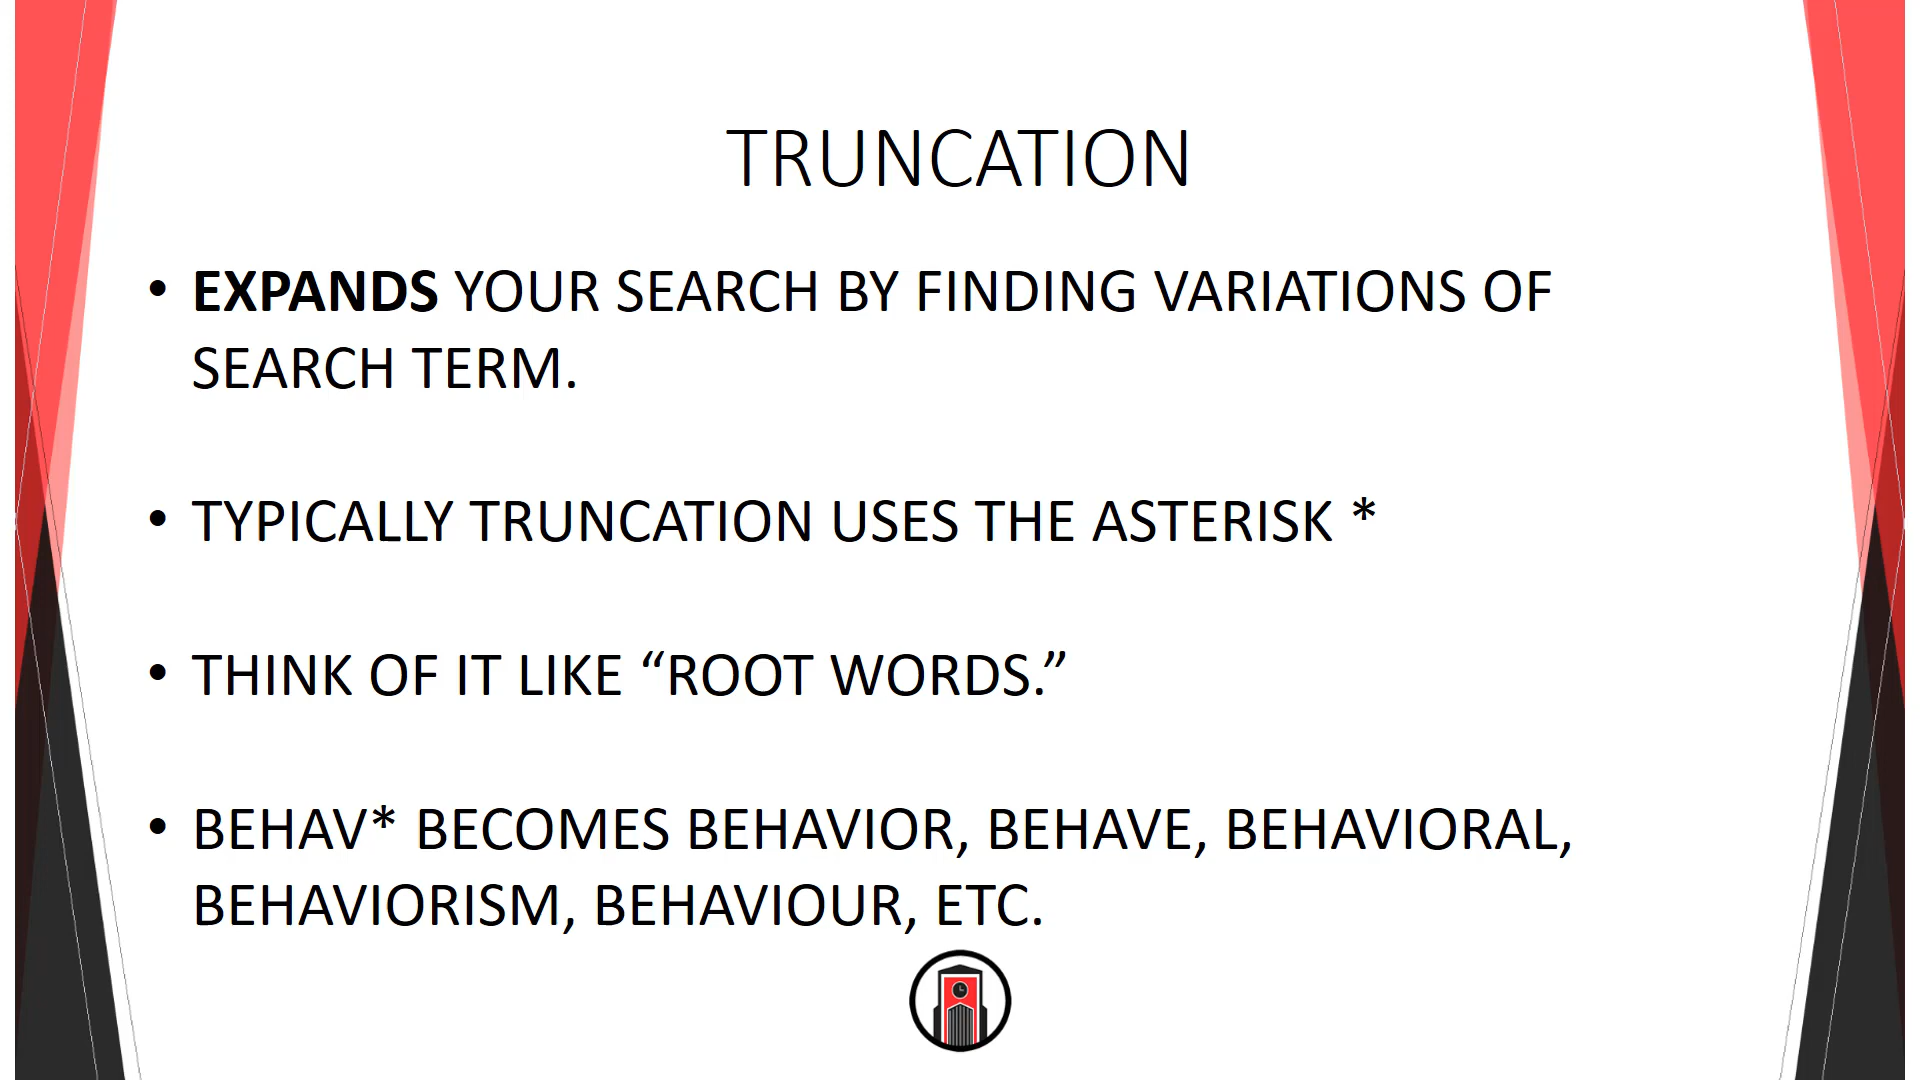 TRUNCATION
• EXPANDS YOUR SEARCH BY FINDING VARIATIONS OF
SEARCH TERM.
• TYPICALLY TRUNCATION USES THE ASTERISK *
• THINK OF IT LIKE “ROOT WORDS.”
• BEHAV* BECOMES BEHAVIOR, BEHAVE, BEHAVIORAL,
BEHAVIORISM, BEHAVIOUR, ETC.